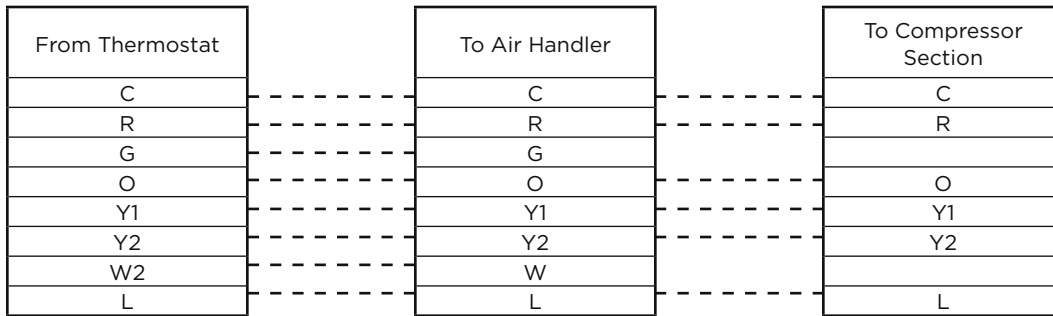 From Thermostat
To Air Handler
To Compressor
Section
C
C
C
R
R
R
G
G
O
O
O
Y1
Y1
Y1
Y2
Y2
Y2
W2
W
L
L
L